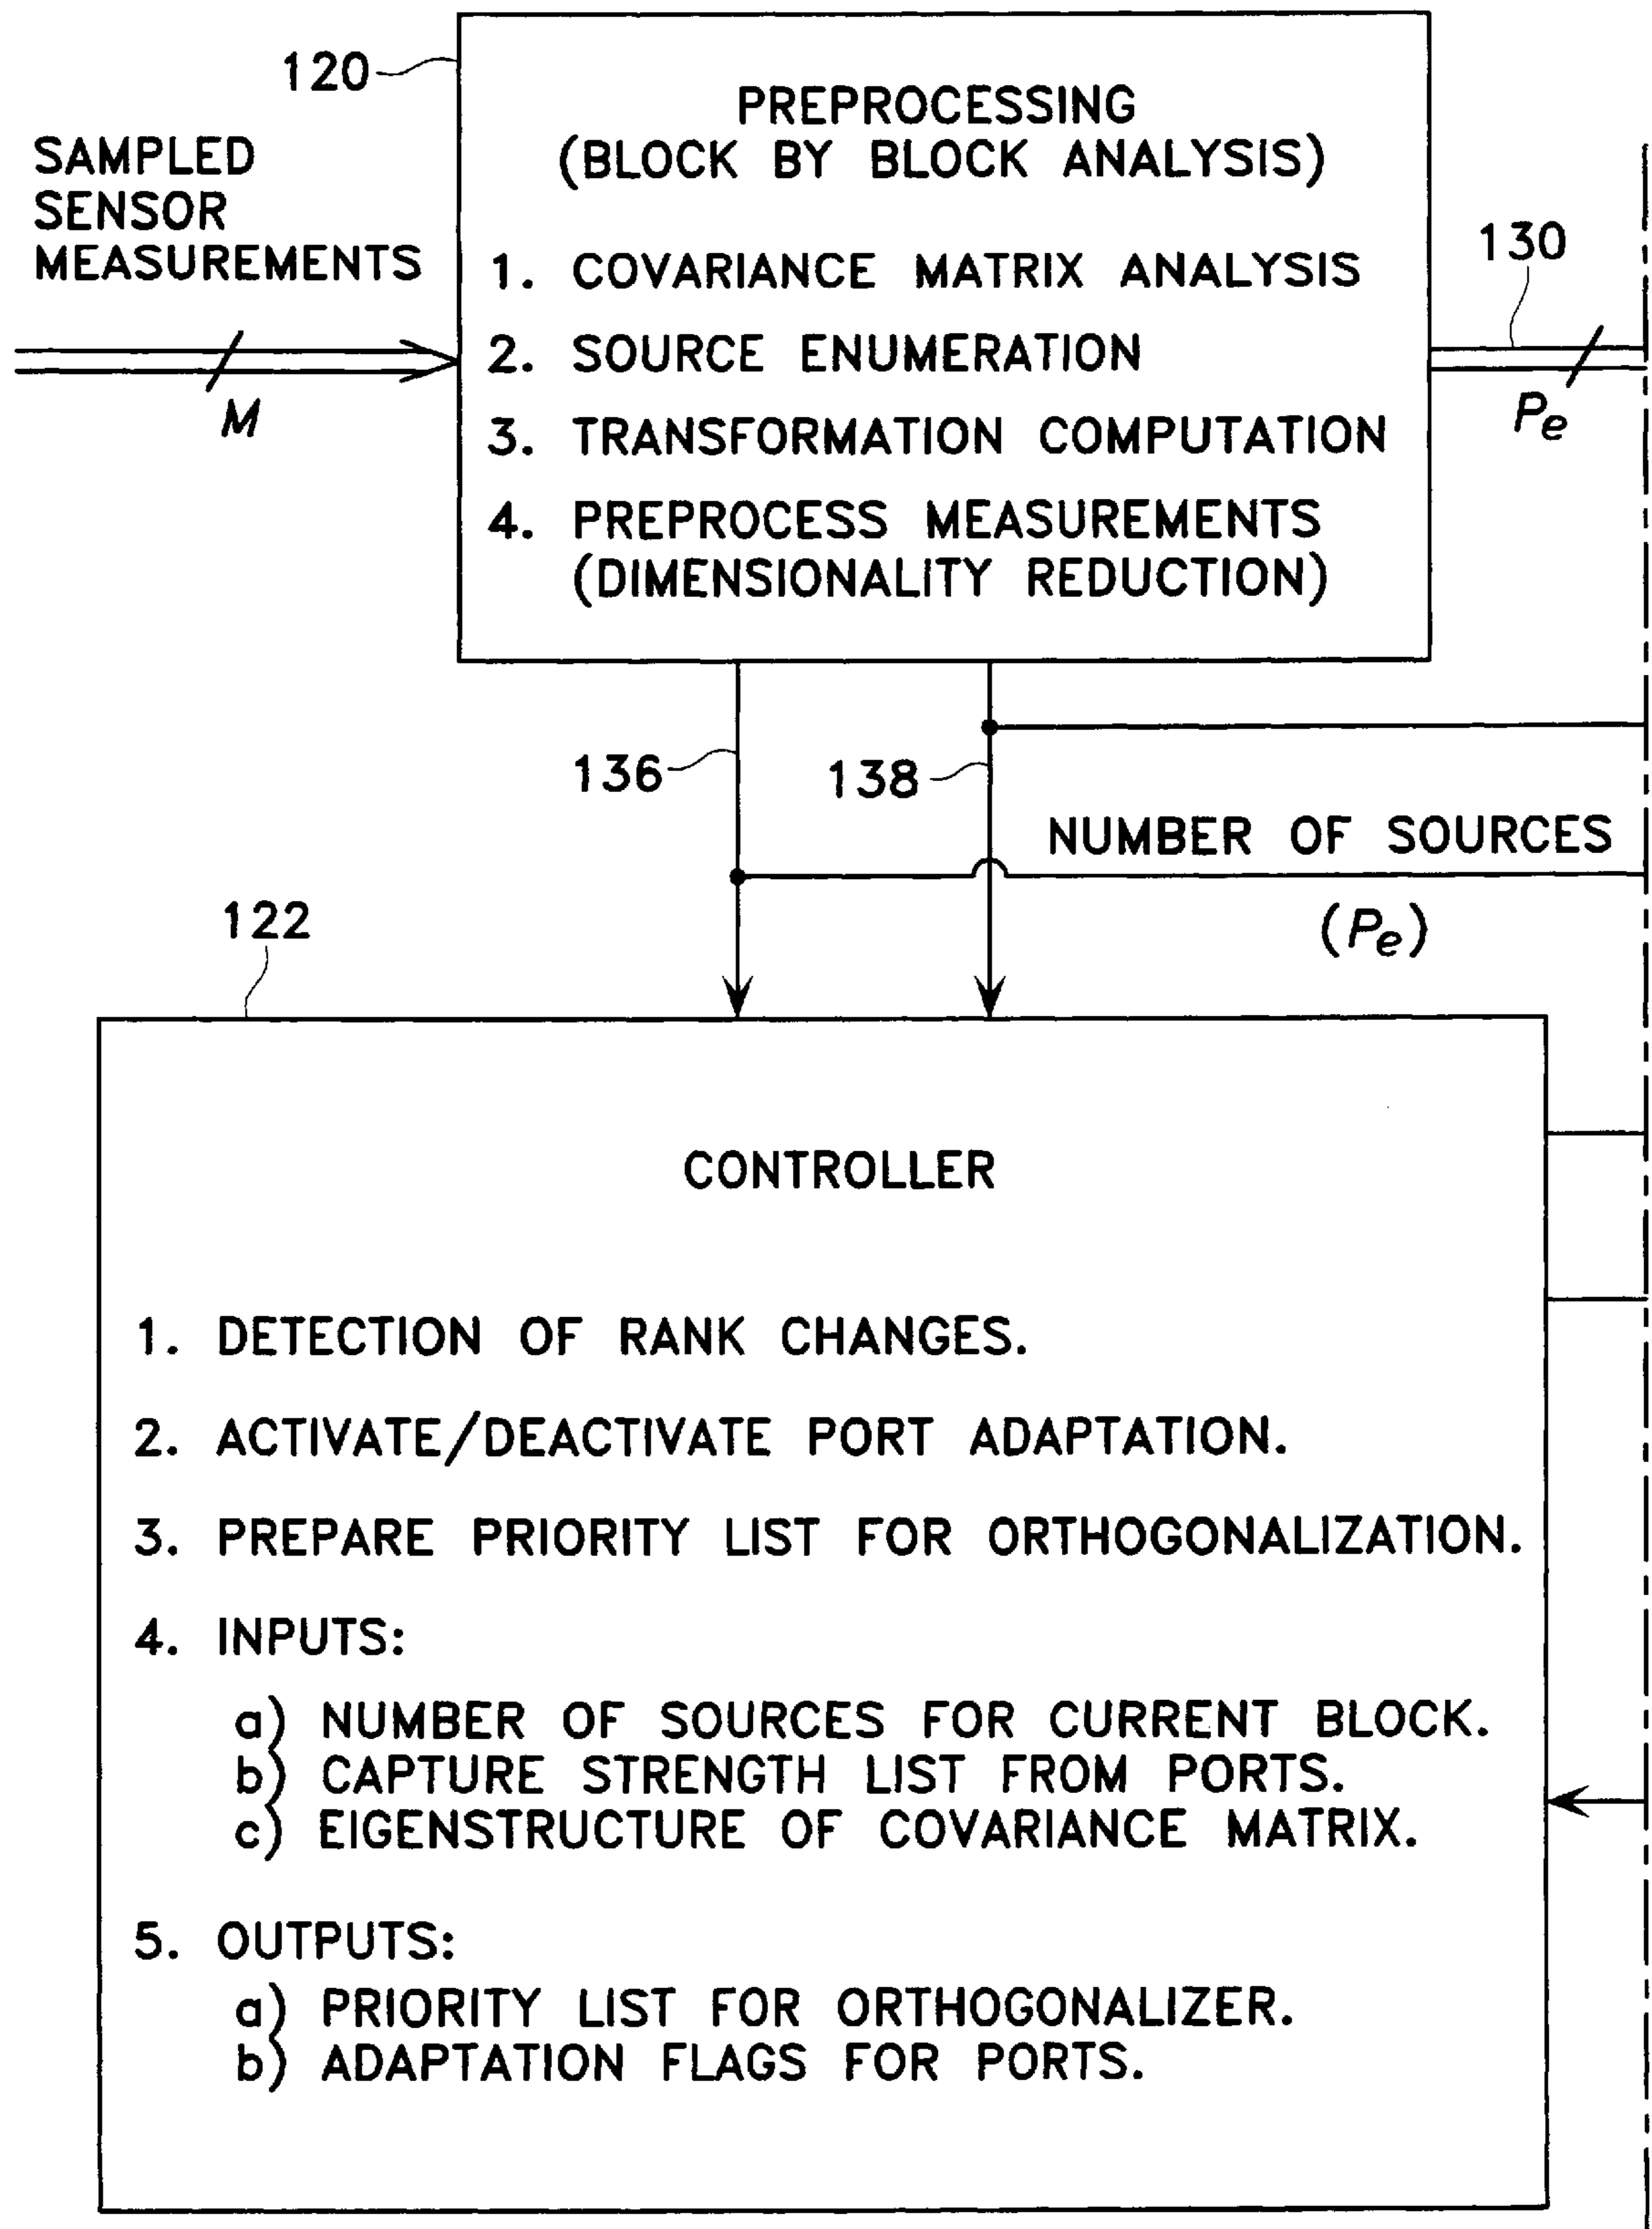 120
PREPROCESSING
(BLOCK BY BLOCK ANALYSIS)
SAMPLED
SENSOR
MEASUREMENTS
M
1. COVARIANCE MATRIX ANALYSIS
2. SOURCE ENUMERATION
3. TRANSFORMATION COMPUTATION
4. PREPROCESS MEASUREMENTS
(DIMENSIONALITY REDUCTION)
130
Pe
136
138
NUMBER OF SOURCES
(Pe)
122
CONTROLLER
1. DETECTION OF RANK CHANGES.
2. ACTIVATE/DEACTIVATE PORT ADAPTATION.
3. PREPARE PRIORITY LIST FOR ORTHOGONALIZATION.
4. INPUTS:
a) NUMBER OF SOURCES FOR CURRENT BLOCK.
b) CAPTURE STRENGTH LIST FROM PORTS.
c) EIGENSTRUCTURE OF COVARIANCE MATRIX.
5. OUTPUTS:
a) PRIORITY LIST FOR ORTHOGONALIZER.
b) ADAPTATION FLAGS FOR PORTS.